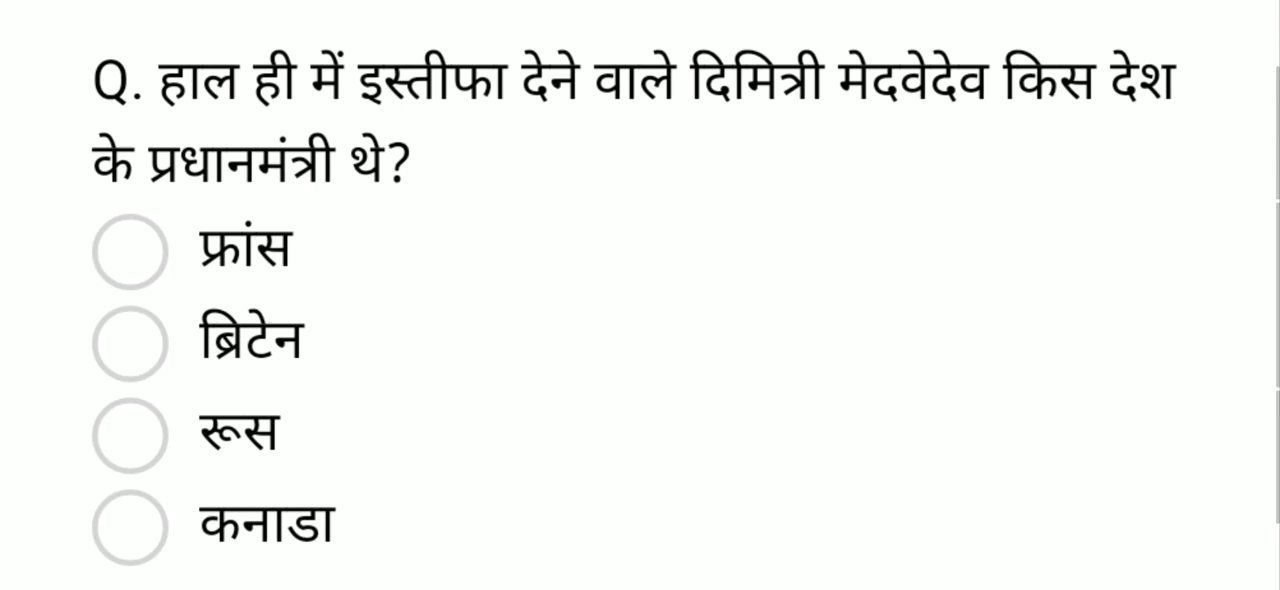 Q. हाल ही में इस्तीफा देने वाले दिमित्री मेदवेदेव किस देश
के प्रधानमंत्री थे?
फ्रांस
ब्रिटेन
रूस
कनाडा